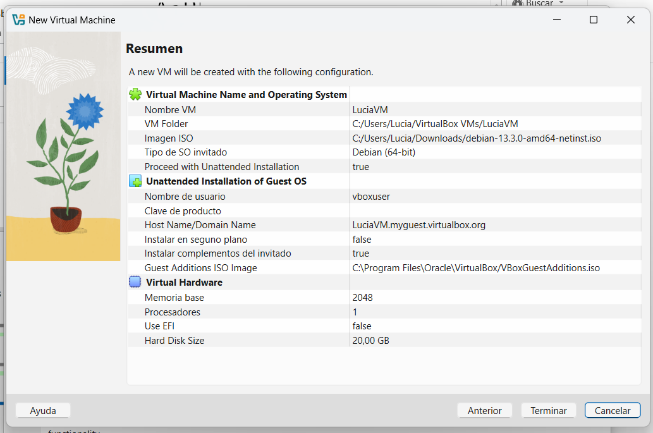 Buscar
New Virtual Machine
Resumen
A new VM will be created with the following configuration.
Virtual Machine Name and Operating System
Nombre VM LuciaVM
VM Folder C:/Users/Lucia/VirtualBox VMs/LuciaVM
Imagen ISO C:/Users/Lucia/Downloads/debian-13.3.0-amd64-netinst.iso
Tipo de SO invitado Debian (64-bit)
Proceed with Unattended Installation true
Unattended Installation of Guest OS
Nombre de usuario vboxuser
Clave de producto
Host Name/Domain Name LuciaVM.myguest.virtualbox.org
Instalar en seguno plano false
Instalar complementos del invitado true
Guest Additions ISO Image C:\Program Files\Oracle\VirtualBox/VBoxGuestAdditions.iso
Virtual Hardware
Memoria base 2048
Procesadores 1
Use EFI false
Hard Disk Size 20,00 GB
Ayuda Anterior Terminar Cancelar
functionality